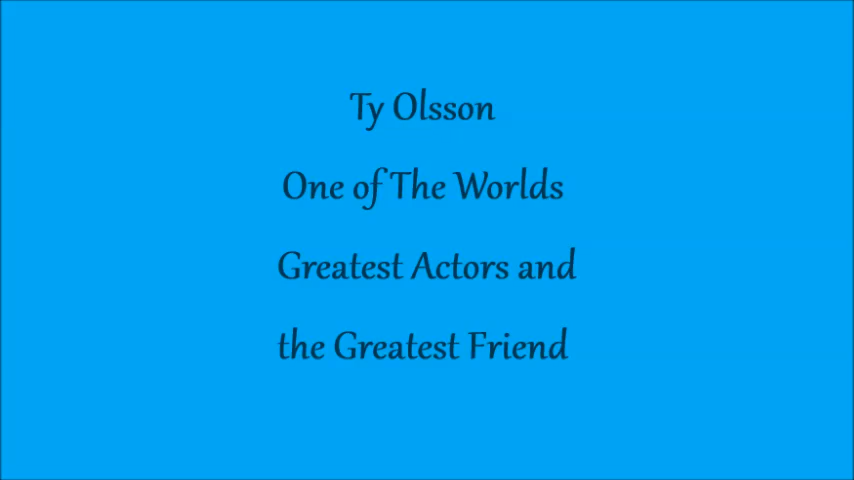 Ty Olsson
One of The Worlds
Greatest Actors and
the Greatest Friend